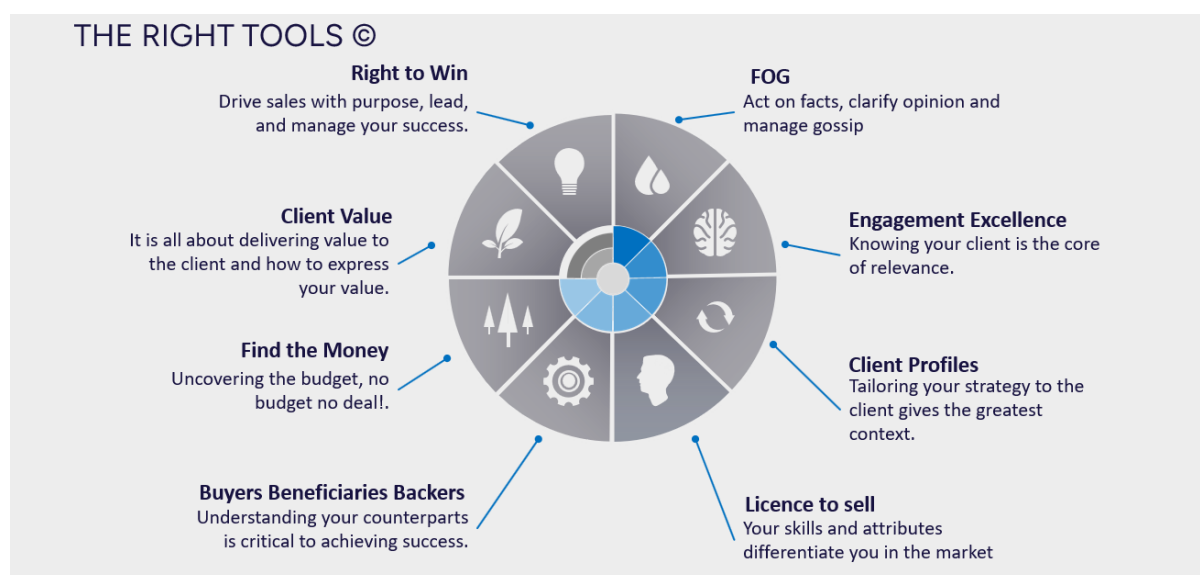 THE RIGHT TOOLS ©
Right to Win
Drive sales with purpose, lead,
and manage your success.
FOG
Act on facts, clarify opinion and
manage gossip
Client Value
It is all about delivering value to
the client and how to express
your value.
Engagement Excellence
Knowing your client is the core
of relevance.
Find the Money
Uncovering the budget, no
budget no deal!.
Client Profiles
Tailoring your strategy to the
client gives the greatest
context.
Buyers Beneficiaries Backers
Understanding your counterparts
is critical to achieving success.
Licence to sell
Your skills and attributes
differentiate you in the market